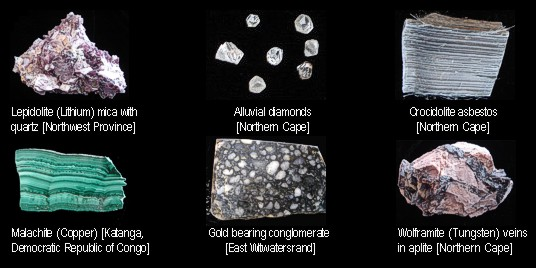 Lepidolite (Lithium) mica with
quartz [Northwest Province]
Alluvial diamonds
[Northern Cape]
Crocidolite asbestos
[Northern Cape]
Malachite (Copper) [Katanga,
Democratic Republic of Congo]
Gold bearing conglomerate
[East Witwatersrand]
Wolframite (Tungsten) veins
in aplite [Northern Cape]